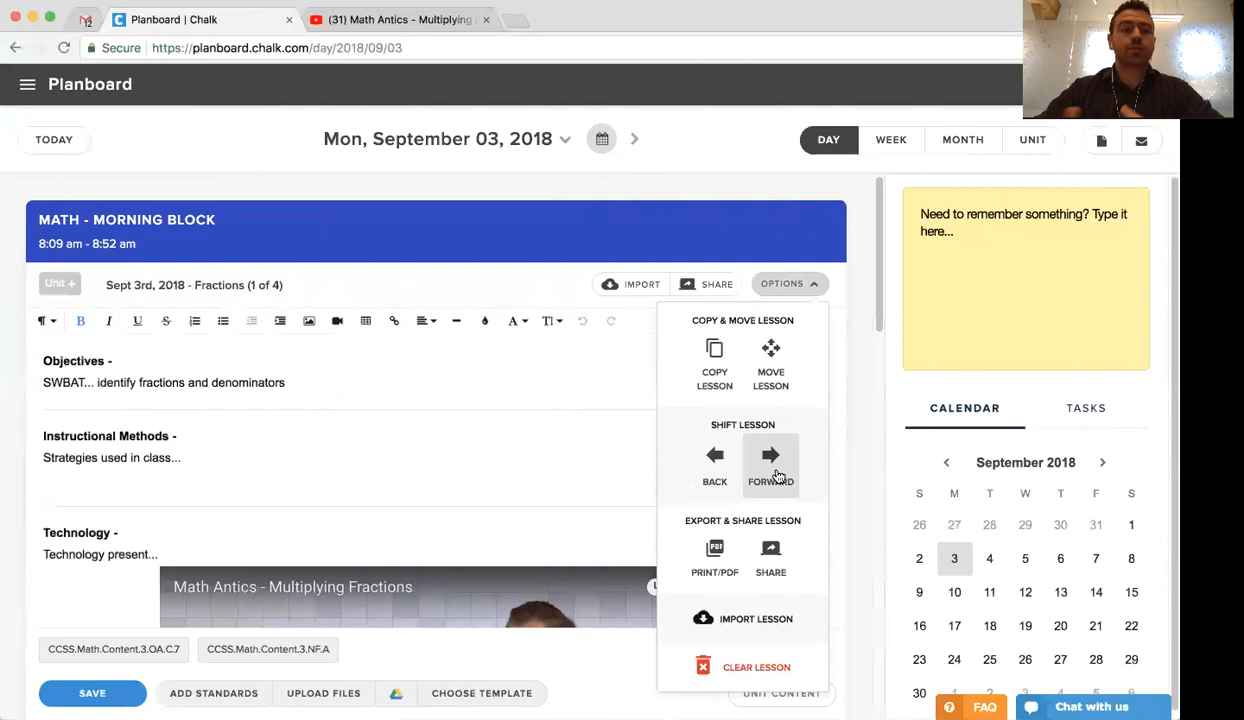 12
Planboard | Chalk
×
(31) Math Antics - Multiplying
×
Secure
https://planboard.chalk.com/day/2018/09/03
Planboard
TODAY
Mon, September 03, 2018
DAY
WEEK
MONTH
UNIT
MATH - MORNING BLOCK
8:09 am - 8:52 am
Unit +
Sept 3rd, 2018 - Fractions (1 of 4)
IMPORT
SHARE
OPTIONS
Objectives -
SWBAT... identify fractions and denominators
Instructional Methods -
Strategies used in class...
Technology -
Technology present...
Math Antics - Multiplying Fractions
CCSS.Math.Content.3.OA.C.7
CCSS.Math.Content.3.NF.A
SAVE
ADD STANDARDS
UPLOAD FILES
CHOOSE TEMPLATE
UNIT CONTENT
COPY & MOVE LESSON
COPY LESSON
MOVE LESSON
SHIFT LESSON
BACK
FORWARD
EXPORT & SHARE LESSON
PDF
PRINT/PDF
SHARE
IMPORT LESSON
CLEAR LESSON
Need to remember something? Type it
here...
CALENDAR
TASKS
September 2018
S M T W T F S
26 27 28 29 30 31 1
2 3 4 5 6 7 8
9 10 11 12 13 14 15
16 17 18 19 20 21 22
23 24 25 26 27 28 29
30 1 2 3 4 5 6
FAQ
Chat with us